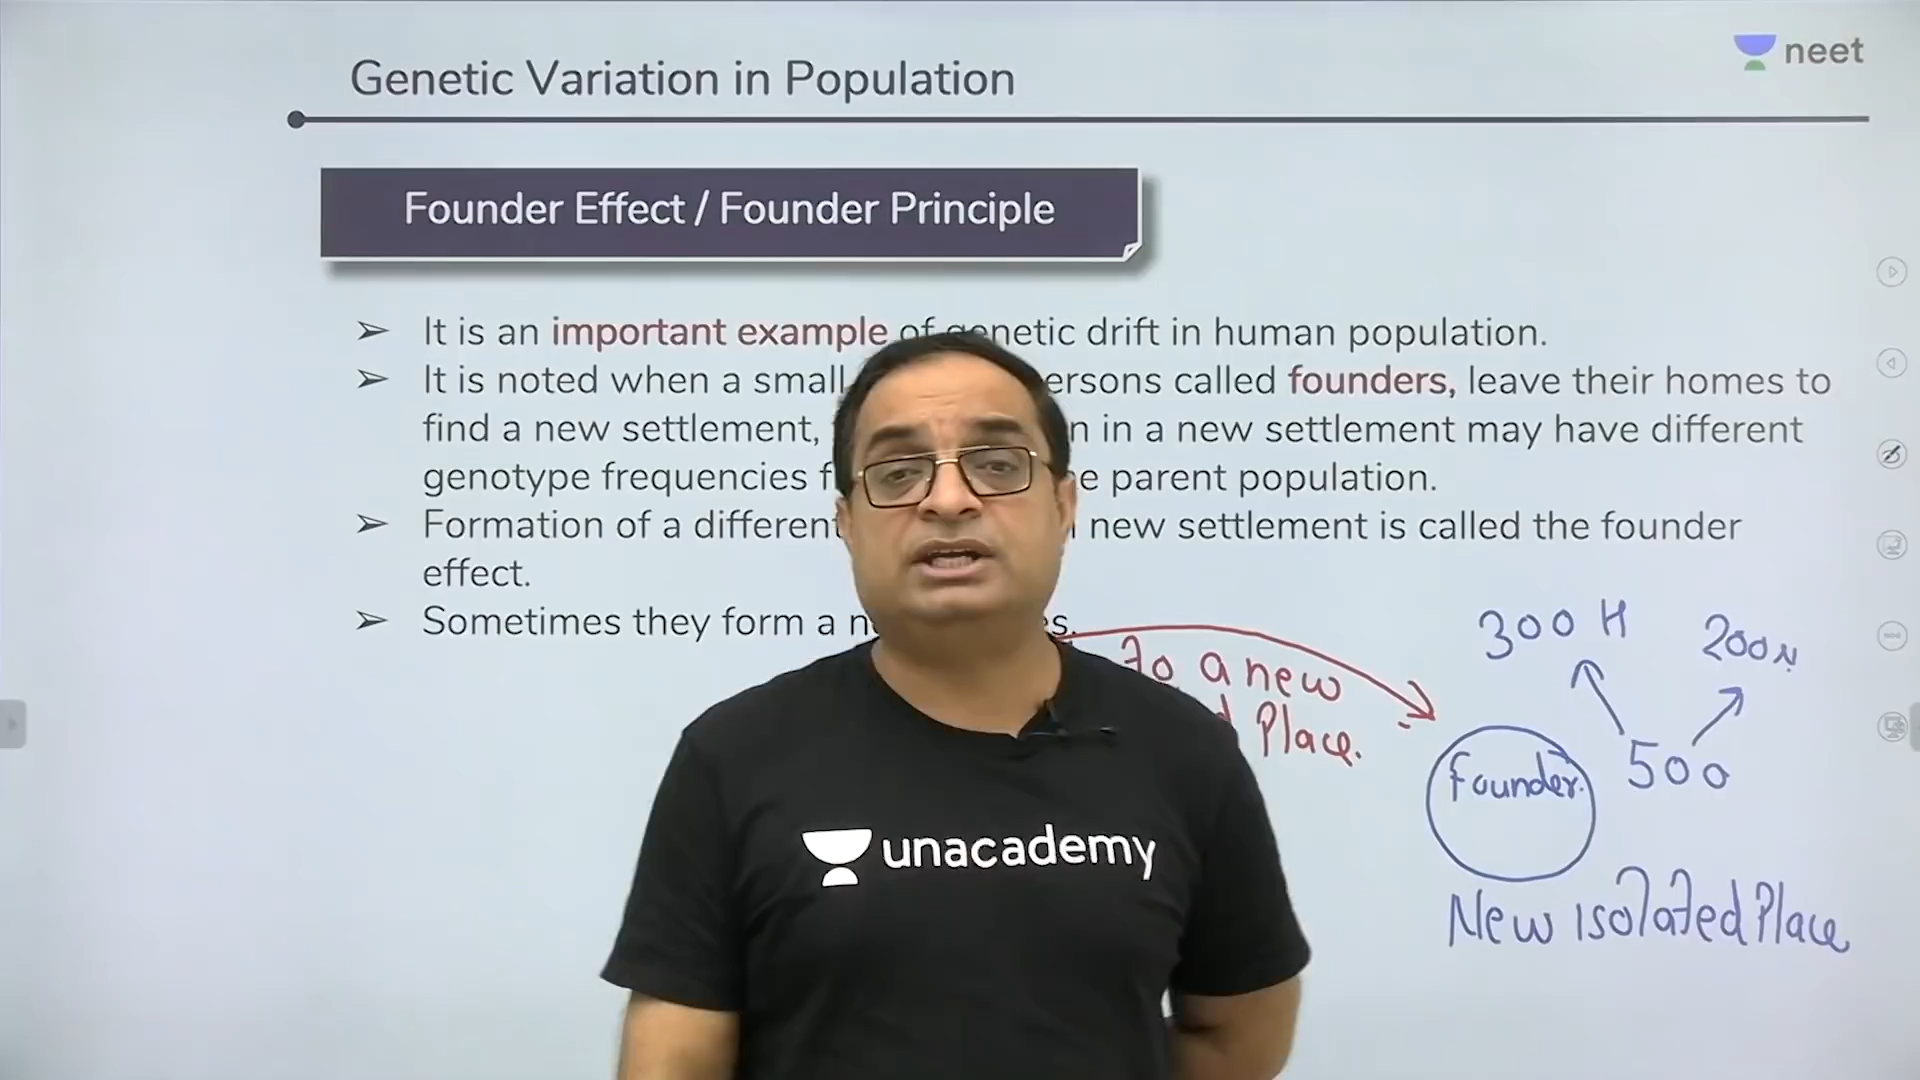 neet
Genetic Variation in Population
Founder Effect / Founder Principle
➢ It is an important example of genetic drift in human population.
➢ It is noted when a small ersons called founders, leave their homes to
find a new settlement, n in a new settlement may have different
genotype frequencies f e parent population.
➢ Formation of a different new settlement is called the founder
effect.
➢ Sometimes they form a n s.
300 H
200 N
to a new
d Place.
500
founder.
New isolated Place
unacademy